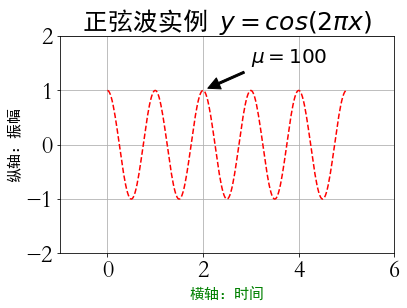 正弦波实例 y = cos(2πx)
μ = 100
纵轴：振幅
2
1
0
−1
−2
0 2 4 6
横轴：时间